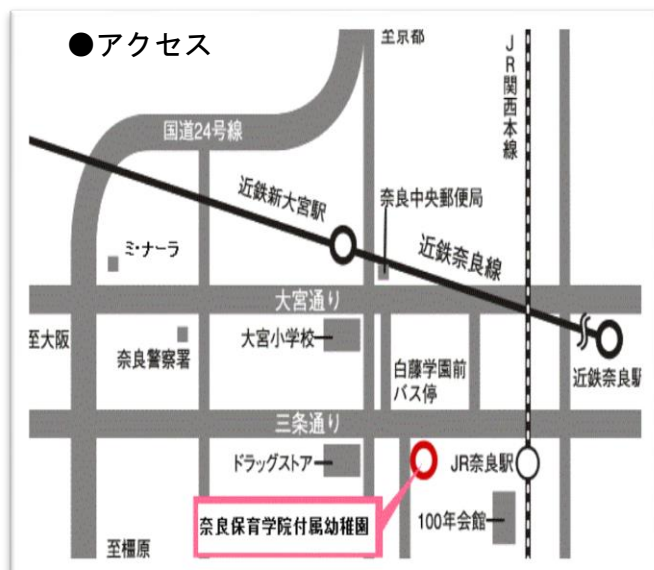 ●アクセス
至京都
JR関西本線
国道24号線
近鉄新大宮駅
奈良中央郵便局
近鉄奈良線
ミ・ナーラ
大宮通り
至大阪
奈良警察署
大宮小学校
白藤学園前
バス停
近鉄奈良駅
三条通り
ドラッグストア
JR奈良駅
奈良保育学院付属幼稚園
100年会館
至橿原